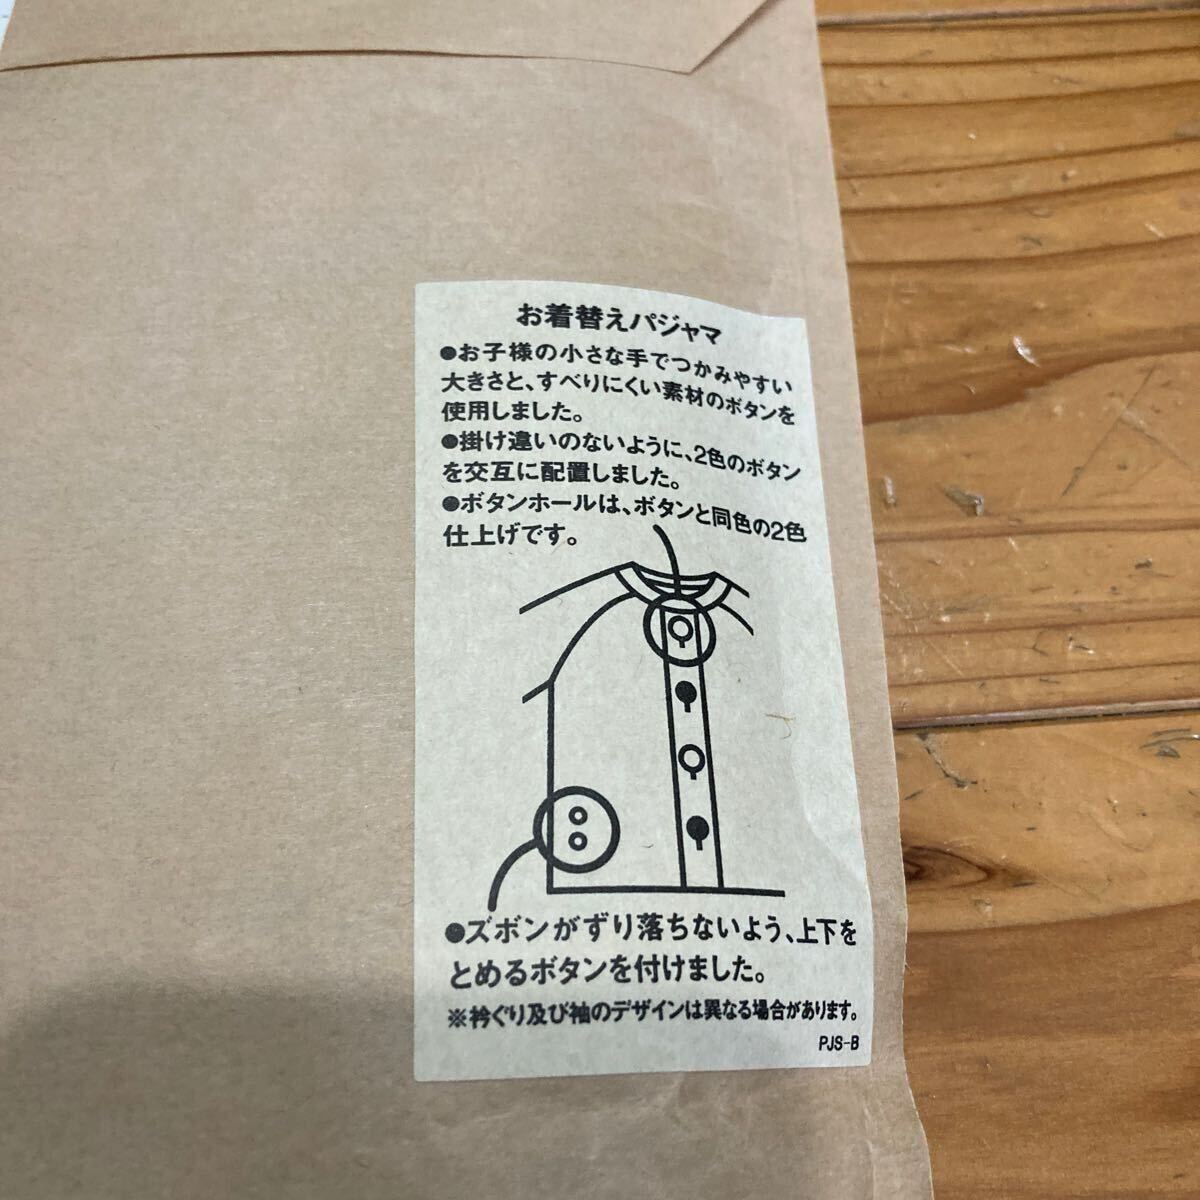 お着替えパジャマ
●お子様の小さな手でつかみやすい
大きさと、すべりにくい素材のボタンを
使用しました。
●掛け違いのないように、2色のボタン
を交互に配置しました。
●ボタンホールは、ボタンと同色の2色
仕上げです。
●ズボンがずり落ちないよう、上下を
とめるボタンを付けました。
※衿ぐり及び袖のデザインは異なる場合があります。
PJS-B